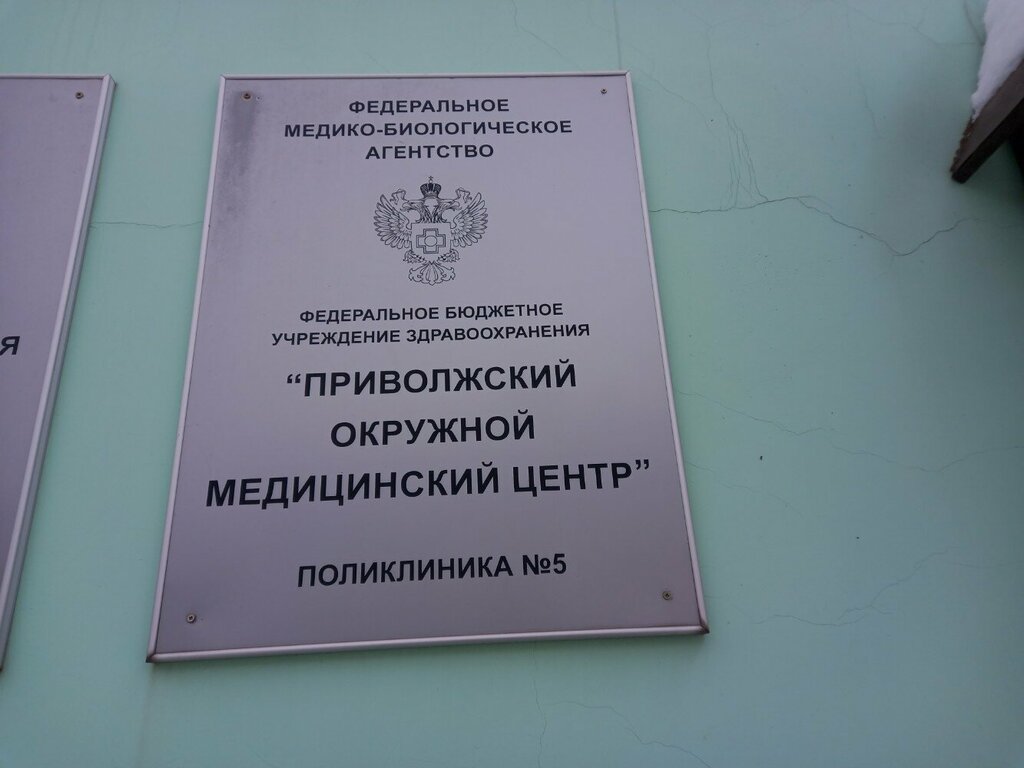 ФЕДЕРАЛЬНОЕ
МЕДИКО-БИОЛОГИЧЕСКОЕ
АГЕНТСТВО
ФЕДЕРАЛЬНОЕ БЮДЖЕТНОЕ
УЧРЕЖДЕНИЕ ЗДРАВООХРАНЕНИЯ
“ПРИВОЛЖСКИЙ
ОКРУЖНОЙ
МЕДИЦИНСКИЙ ЦЕНТР”
ПОЛИКЛИНИКА №5